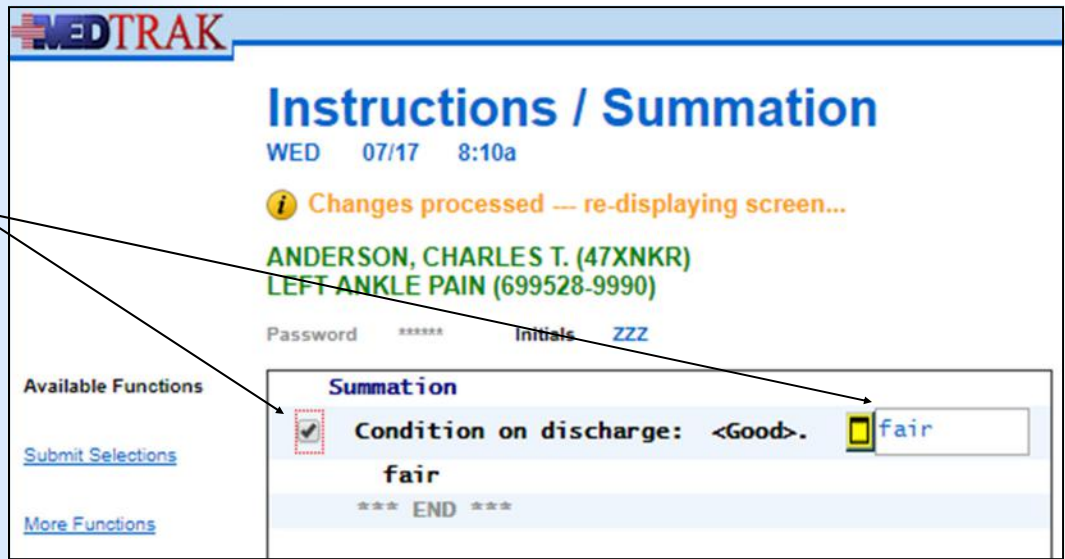 MEDTRAK
Instructions / Summation
WED 07/17 8:10a
i Changes processed --- re-displaying screen...
ANDERSON, CHARLES T. (47XNKR)
LEFT ANKLE PAIN (699528-9990)
Password ****** Initials ZZZ
Available Functions
Submit Selections
More Functions
Summation
Condition on discharge: <Good>. fair
fair
*** END ***